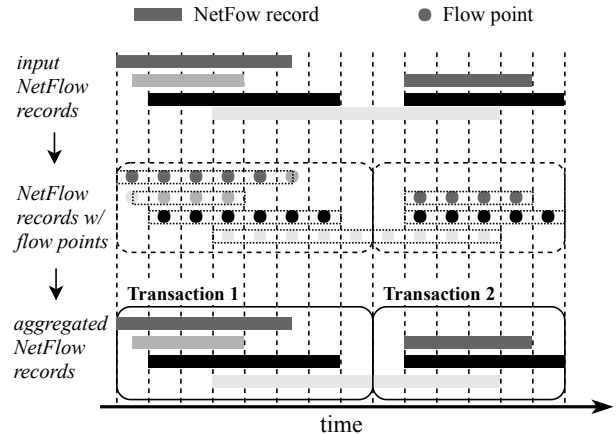 NetFow record
Flow point
input
NetFlow
records
NetFlow
records w/
flow points
Transaction 1
Transaction 2
aggregated
NetFlow
records
time